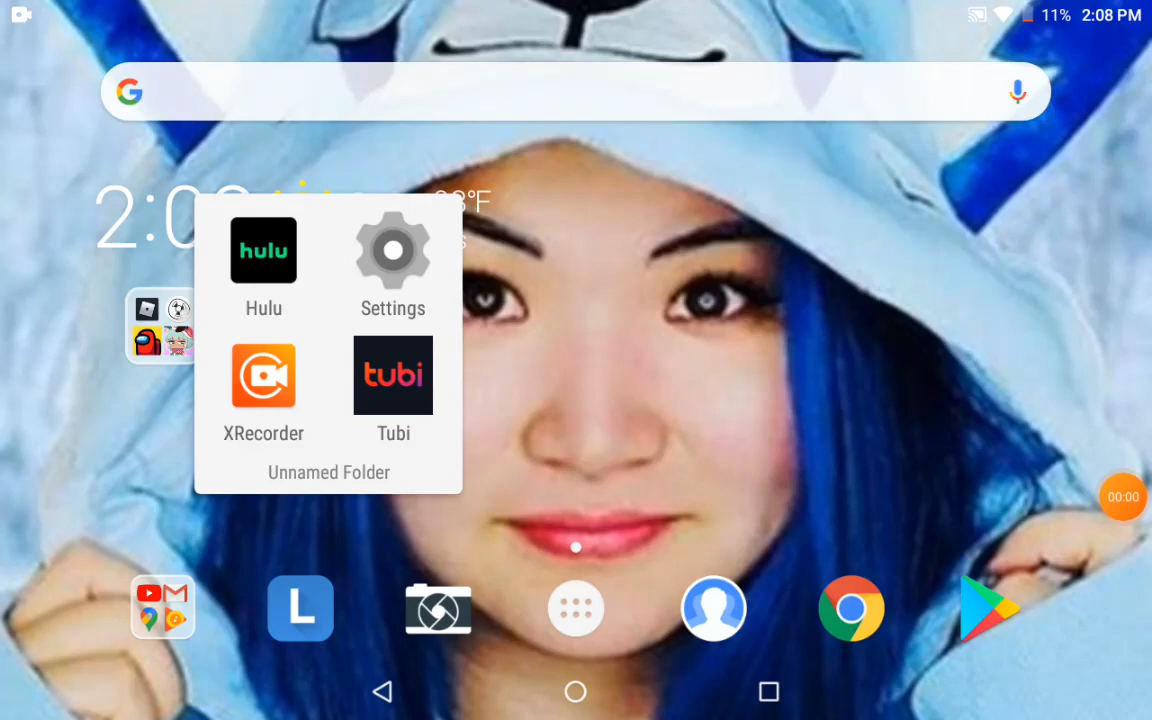 11% 2:08 PM
hulu
Hulu
Settings
tubi
XRecorder
Tubi
Unnamed Folder
00:00
L